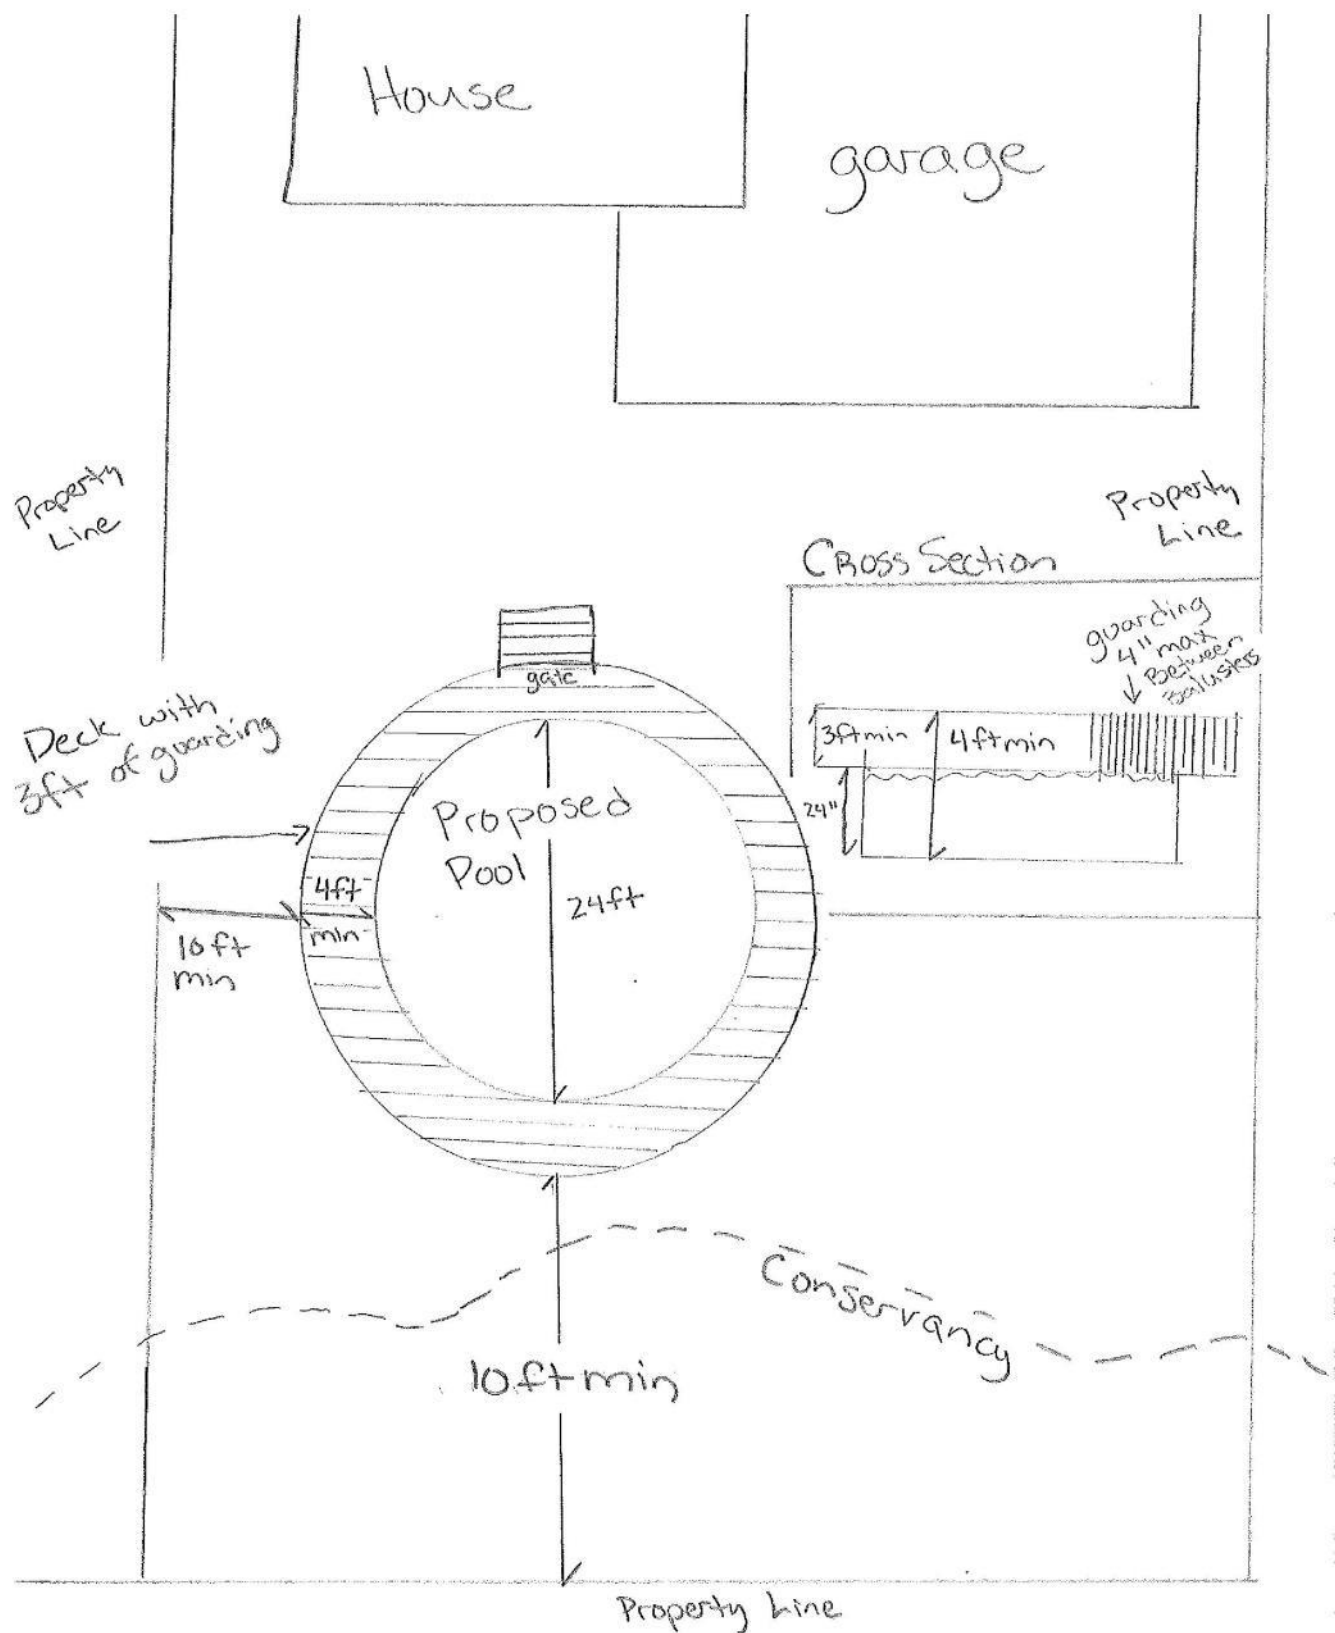 House
garage
Property
Line
Property
Line
Cross Section
guarding
4" max
Between
Balusters
gate
Deck with
3ft of guarding
3ft min
4ft min
24"
Proposed
Pool
4ft
min
24ft
10ft
min
Conservancy
10ft min
Property Line